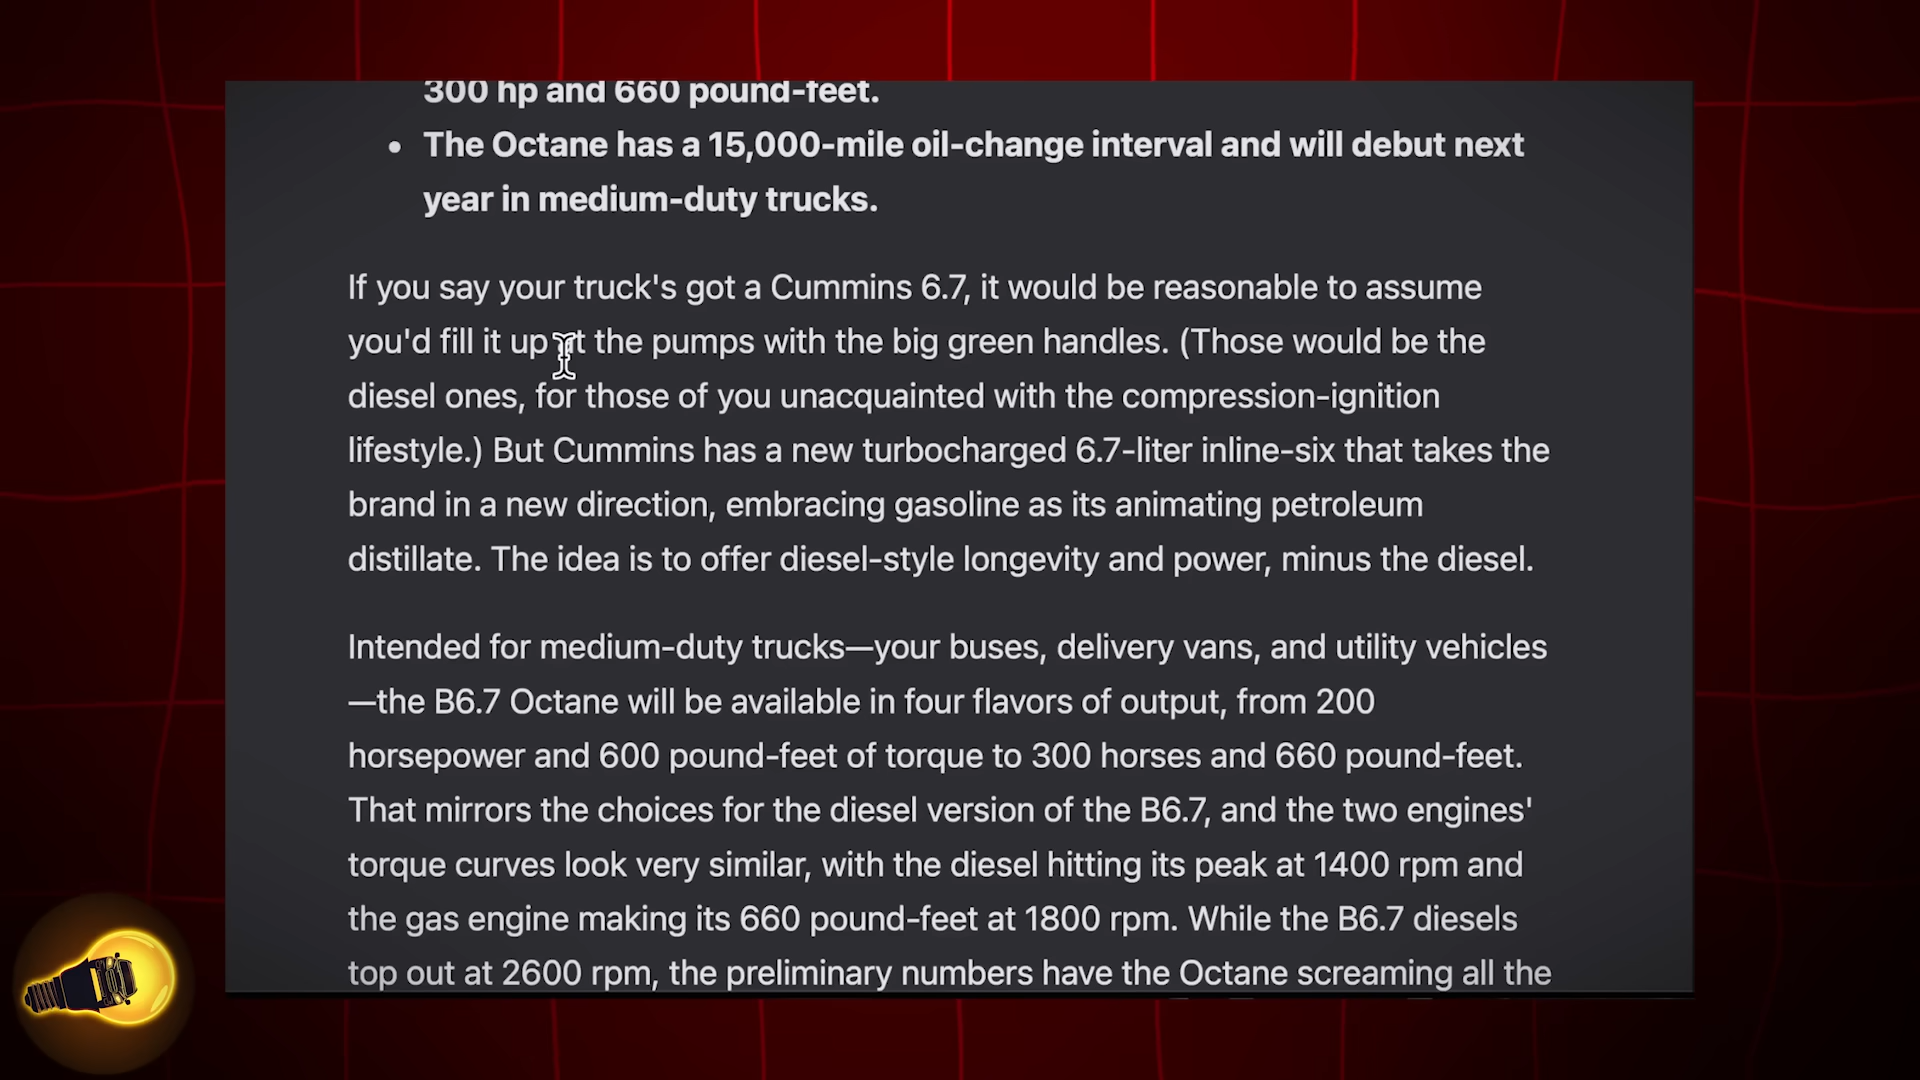 300 hp and 660 pound-feet.
• The Octane has a 15,000-mile oil-change interval and will debut next
year in medium-duty trucks.
If you say your truck's got a Cummins 6.7, it would be reasonable to assume
you'd fill it up at the pumps with the big green handles. (Those would be the
diesel ones, for those of you unacquainted with the compression-ignition
lifestyle.) But Cummins has a new turbocharged 6.7-liter inline-six that takes the
brand in a new direction, embracing gasoline as its animating petroleum
distillate. The idea is to offer diesel-style longevity and power, minus the diesel.
Intended for medium-duty trucks—your buses, delivery vans, and utility vehicles
—the B6.7 Octane will be available in four flavors of output, from 200
horsepower and 600 pound-feet of torque to 300 horses and 660 pound-feet.
That mirrors the choices for the diesel version of the B6.7, and the two engines'
torque curves look very similar, with the diesel hitting its peak at 1400 rpm and
the gas engine making its 660 pound-feet at 1800 rpm. While the B6.7 diesels
top out at 2600 rpm, the preliminary numbers have the Octane screaming all the